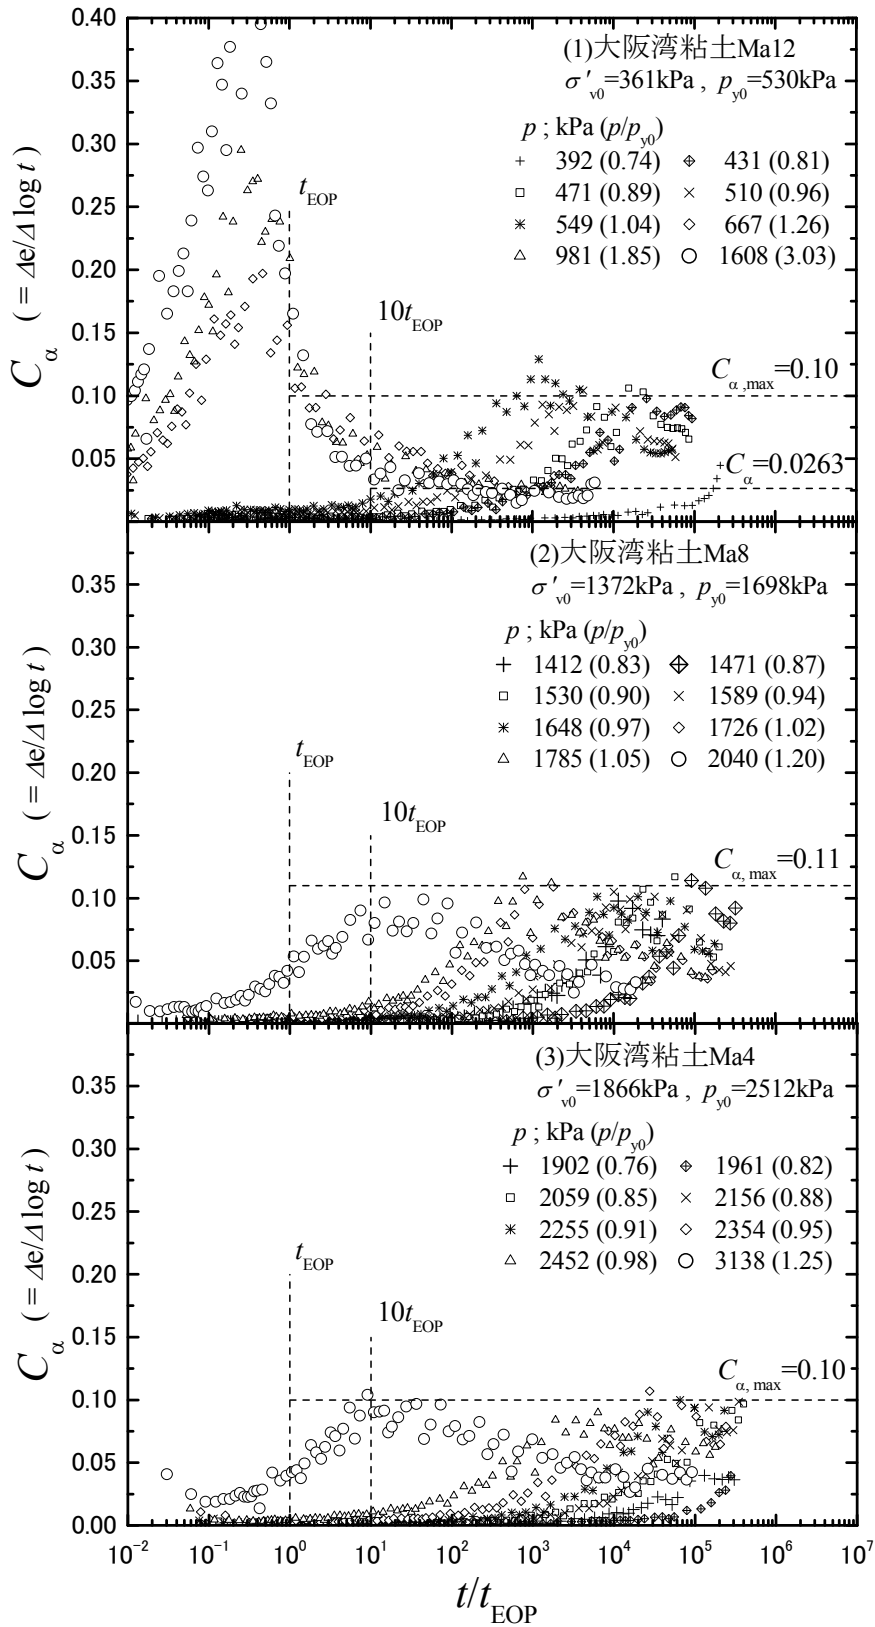 (1)大阪湾粘土Ma12
σ′v0=361kPa , py0=530kPa
p ; kPa (p/py0)
392 (0.74) 431 (0.81)
471 (0.89) 510 (0.96)
549 (1.04) 667 (1.26)
981 (1.85) 1608 (3.03)
tEOP
10tEOP
Cα,max=0.10
Cα=0.0263
Cα (=Δe/Δlog t)
0.40
0.35
0.30
0.25
0.20
0.15
0.10
0.05
(2)大阪湾粘土Ma8
σ′v0=1372kPa , py0=1698kPa
p ; kPa (p/py0)
1412 (0.83) 1471 (0.87)
1530 (0.90) 1589 (0.94)
1648 (0.97) 1726 (1.02)
1785 (1.05) 2040 (1.20)
tEOP
10tEOP
Cα, max=0.11
Cα (=Δe/Δlog t)
0.35
0.30
0.25
0.20
0.15
0.10
0.05
0.00
(3)大阪湾粘土Ma4
σ′v0=1866kPa , py0=2512kPa
p ; kPa (p/py0)
1902 (0.76) 1961 (0.82)
2059 (0.85) 2156 (0.88)
2255 (0.91) 2354 (0.95)
2452 (0.98) 3138 (1.25)
tEOP
10tEOP
Cα, max=0.10
Cα (=Δe/Δlog t)
0.35
0.30
0.25
0.20
0.15
0.10
0.05
0.00
10-2 10-1 100 101 102 103 104 105 106 107
t/tEOP